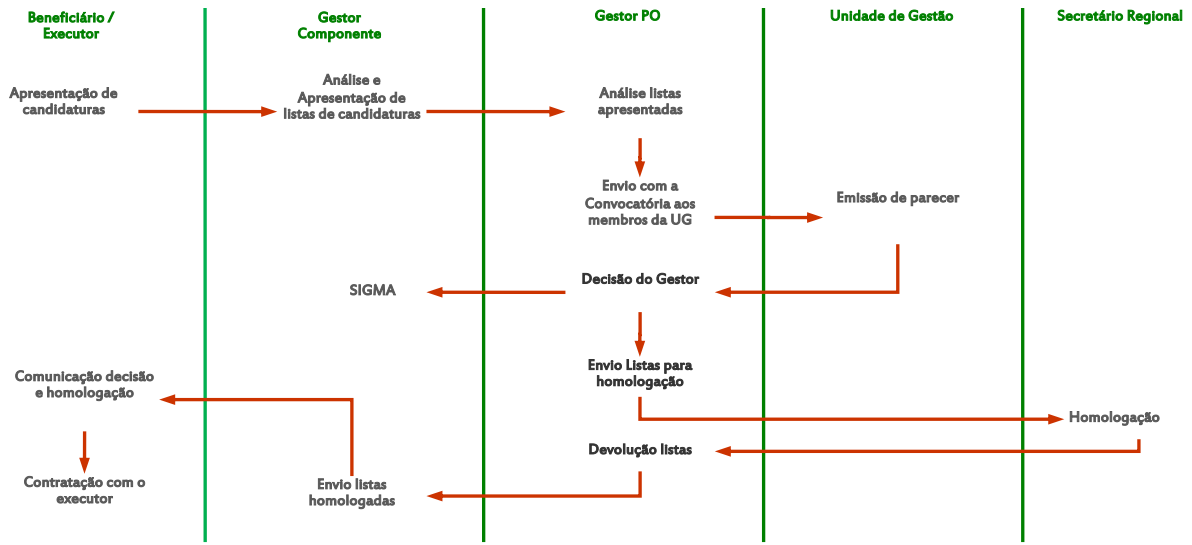 Beneficiário /
Executor
Gestor
Componente
Gestor PO
Unidade de Gestão
Secretário Regional
Apresentação de
candidaturas
Análise e
Apresentação de
listas de candidaturas
Análise listas
apresentadas
Envio com a
Convocatória aos
membros da UG
Emissão de parecer
Decisão do Gestor
SIGMA
Envio Listas para
homologação
Comunicação decisão
e homologação
Homologação
Devolução listas
Contratação com o
executor
Envio listas
homologadas